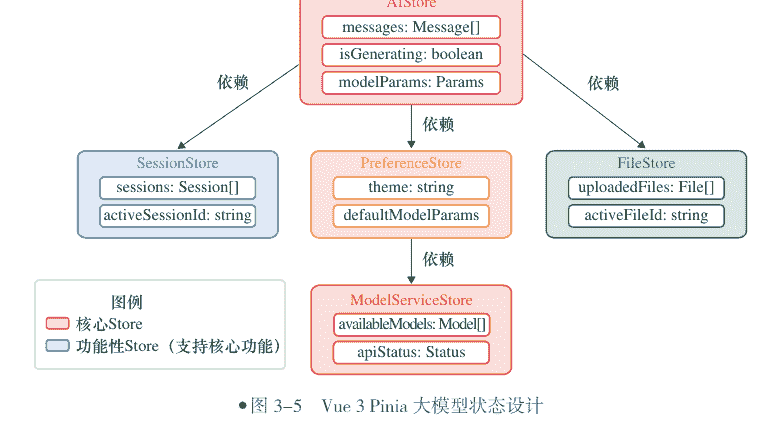 AIStore
messages: Message[]
isGenerating: boolean
modelParams: Params
依赖
依赖
依赖
SessionStore
sessions: Session[]
activeSessionId: string
PreferenceStore
theme: string
defaultModelParams
FileStore
uploadedFiles: File[]
activeFileId: string
依赖
ModelServiceStore
availableModels: Model[]
apiStatus: Status
图例
核心Store
功能性Store（支持核心功能）
●图 3-5 Vue 3 Pinia 大模型状态设计